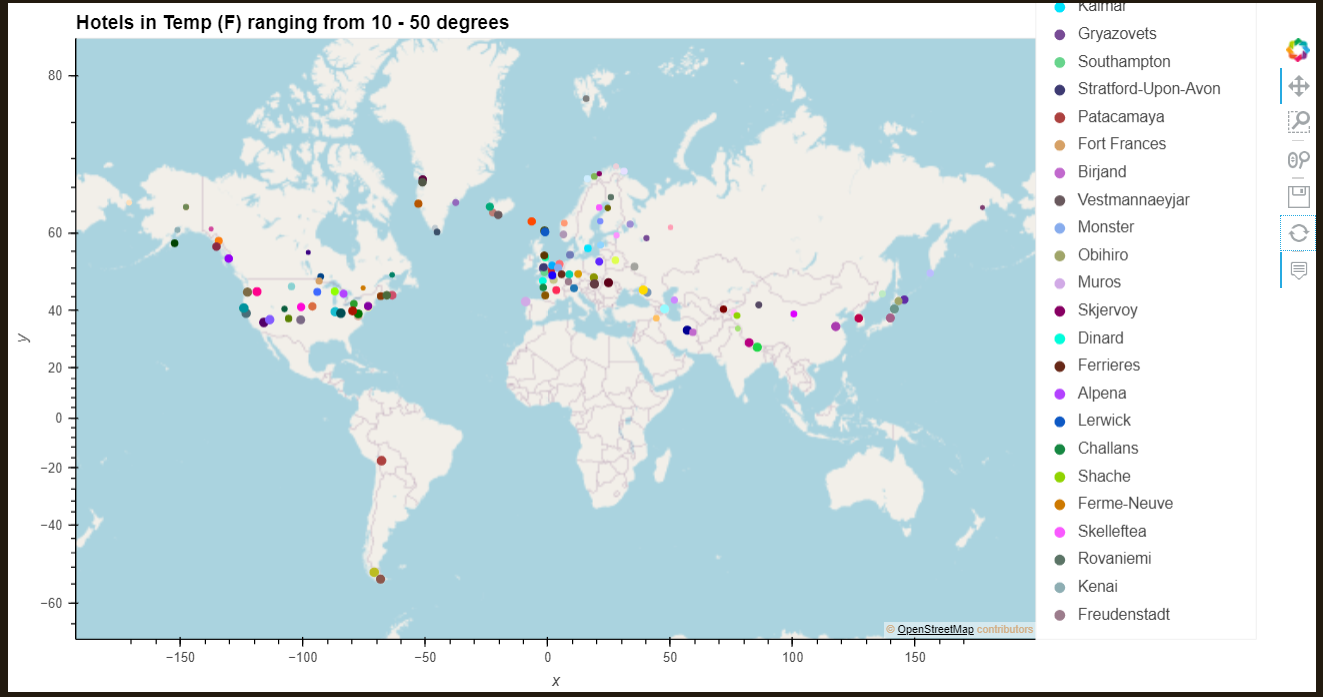 Hotels in Temp (F) ranging from 10 - 50 degrees
80
60
40
20
0
−20
−40
−60
y
−150
−100
−50
0
50
100
150
x
© OpenStreetMap contributors
Kalmar
Gryazovets
Southampton
Stratford-Upon-Avon
Patacamaya
Fort Frances
Birjand
Vestmannaeyjar
Monster
Obihiro
Muros
Skjervoy
Dinard
Ferrieres
Alpena
Lerwick
Challans
Shache
Ferme-Neuve
Skelleftea
Rovaniemi
Kenai
Freudenstadt